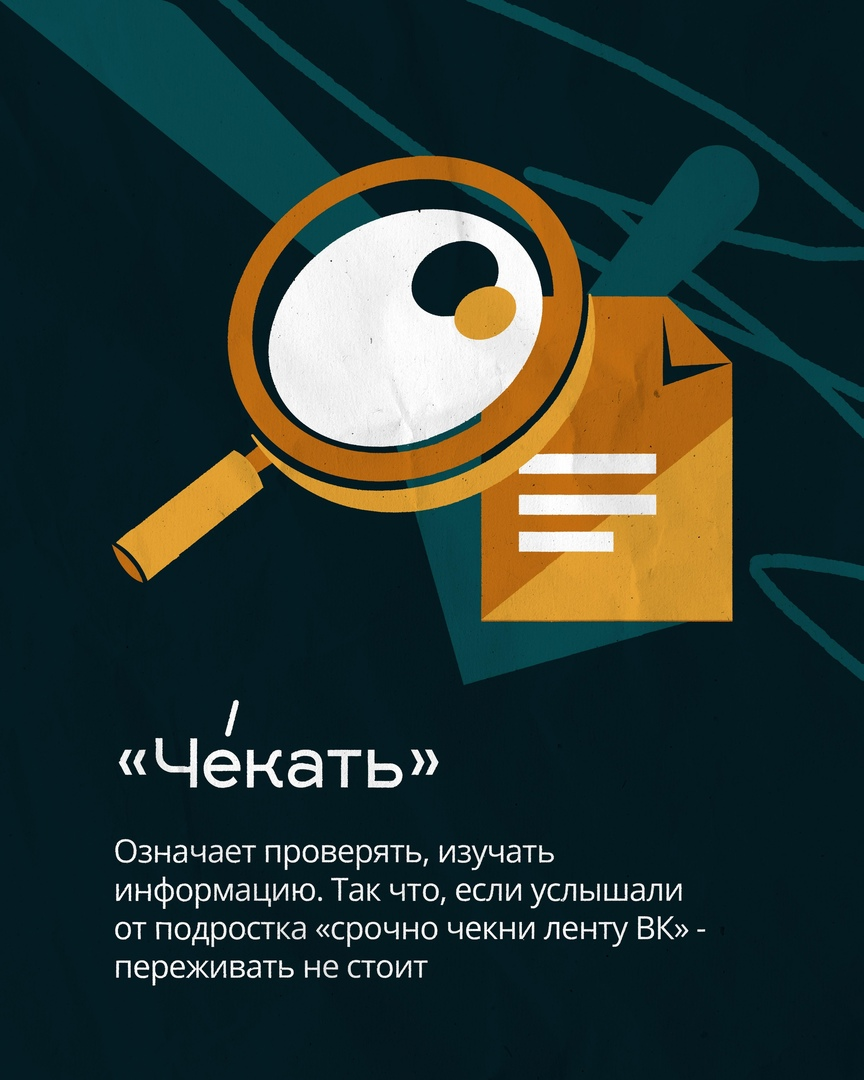 «Че́кать»
Означает проверять, изучать
информацию. Так что, если услышали
от подростка «срочно чекни ленту ВК» -
переживать не стоит